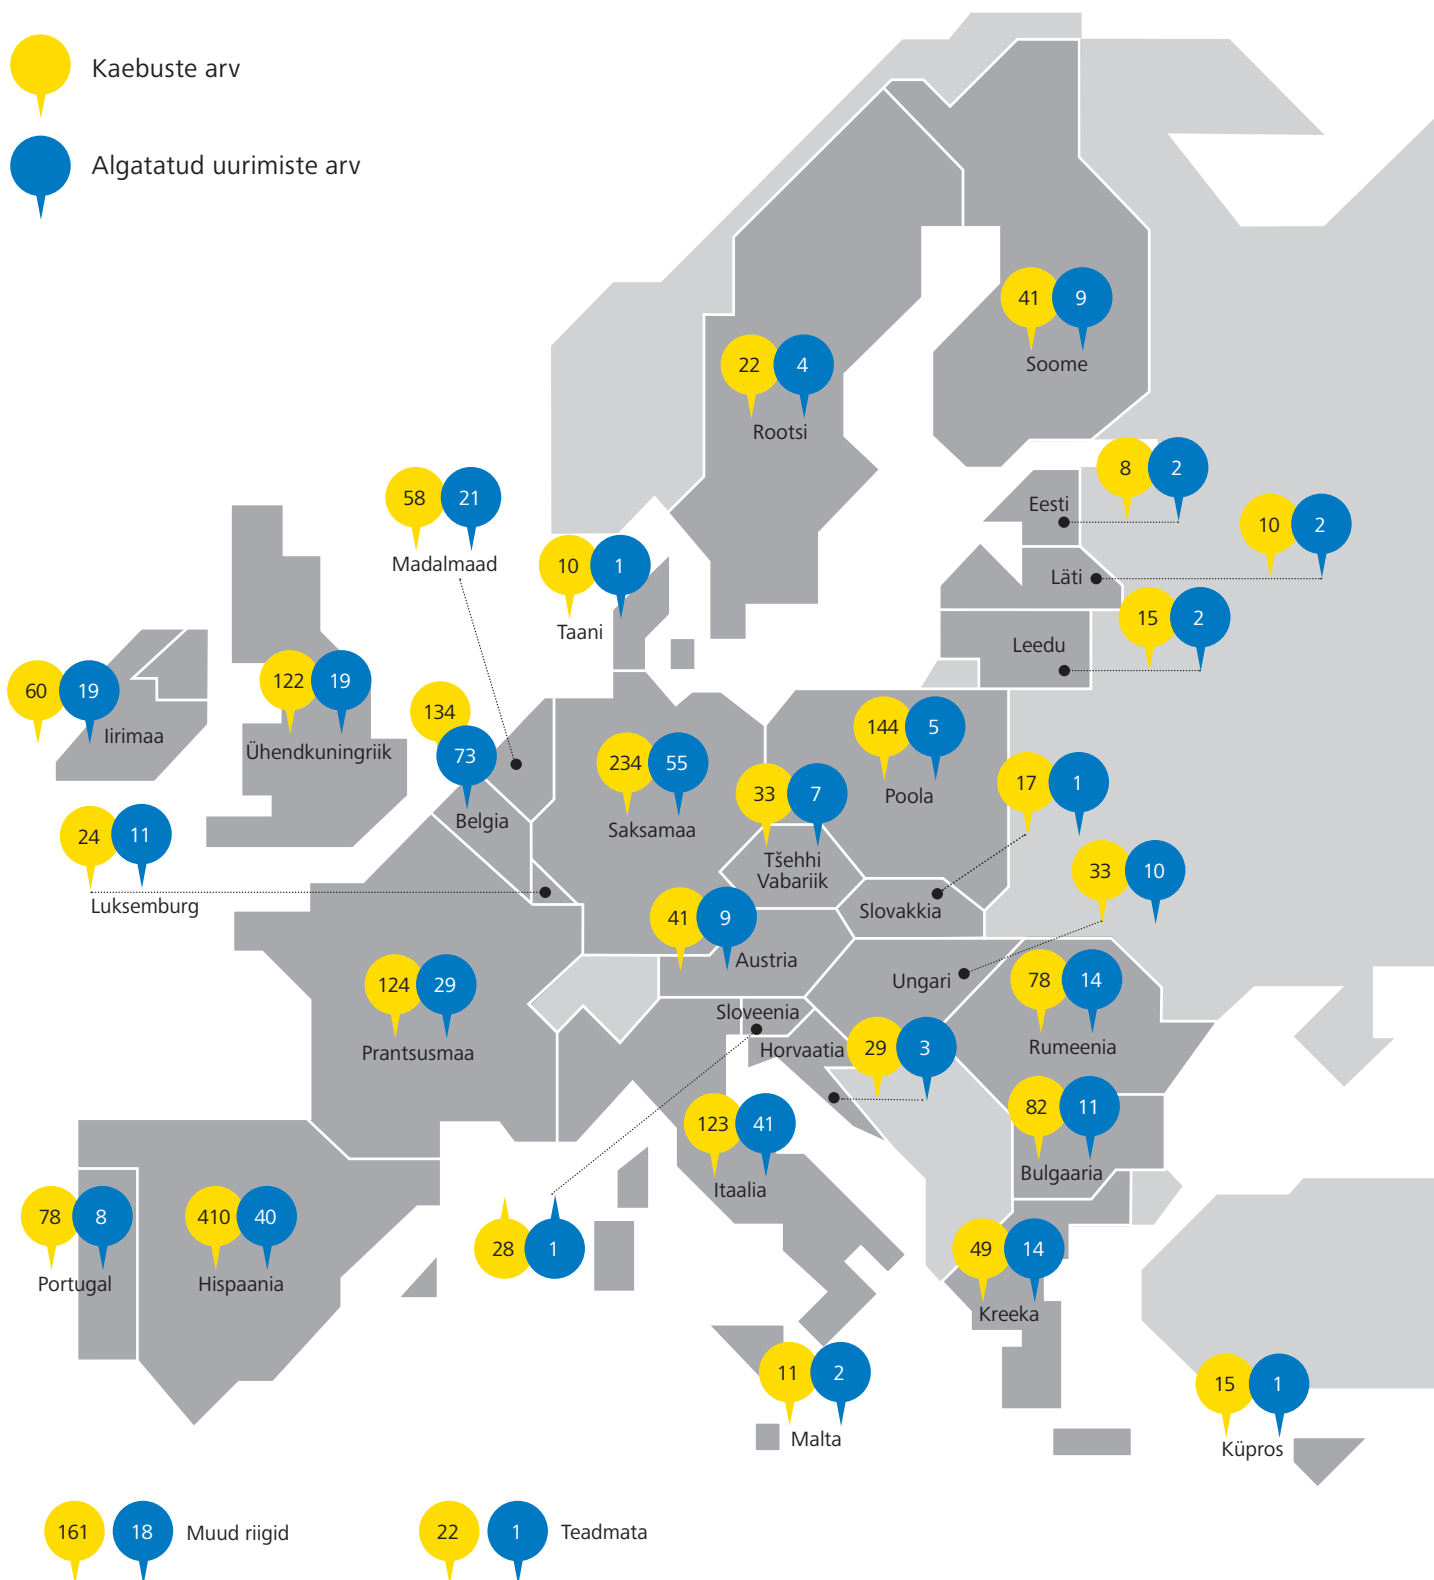 Kaebuste arv
Algatatud uurimiste arv
41 9
Soome
22 4
Rootsi
8 2
Eesti
58 21
Madalmaad
10 2
Läti
10 1
Taani
15 2
Leedu
60 19
Iirimaa
122 19
Ühendkuningriik
134
73
Belgia
234 55
Saksamaa
144 5
Poola
33 7
Tšehhi
Vabariik
17 1
Slovakkia
24 11
Luksemburg
33 10
Ungari
41 9
Austria
124 29
Prantsusmaa
78 14
Rumeenia
Sloveenia
Horvaatia
29 3
82 11
Bulgaaria
123 41
Itaalia
78 8
Portugal
410 40
Hispaania
28 1
49 14
Kreeka
11 2
Malta
15 1
Küpros
161 18 Muud riigid
22 1 Teadmata